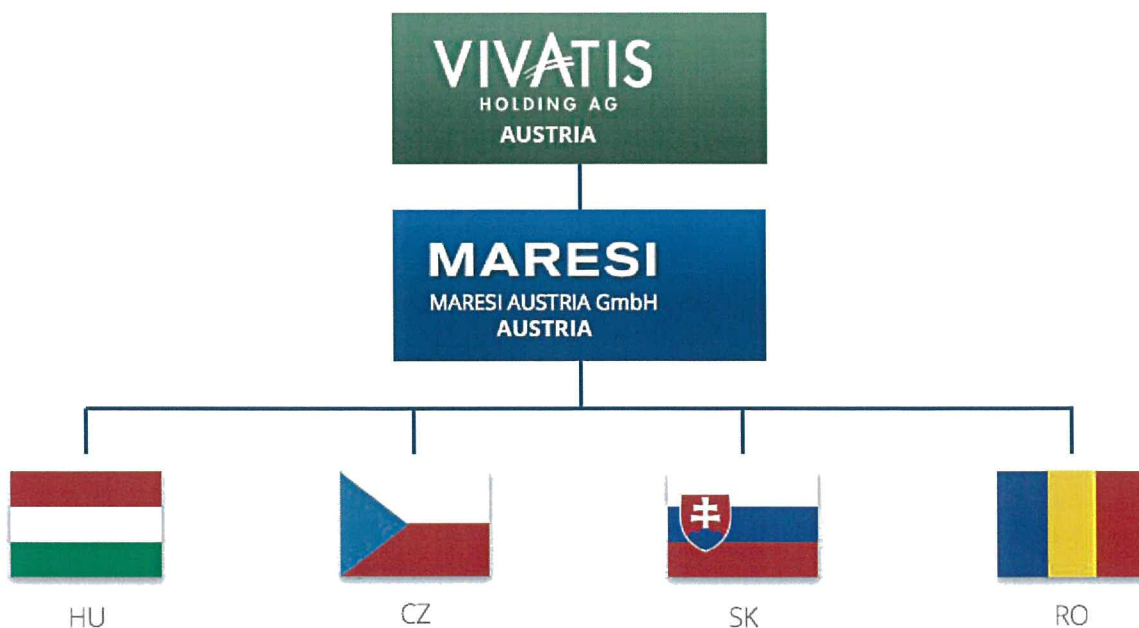 VIVATIS
HOLDING AG
AUSTRIA
MARESI
MARESI AUSTRIA GmbH
AUSTRIA
HU
CZ
SK
RO